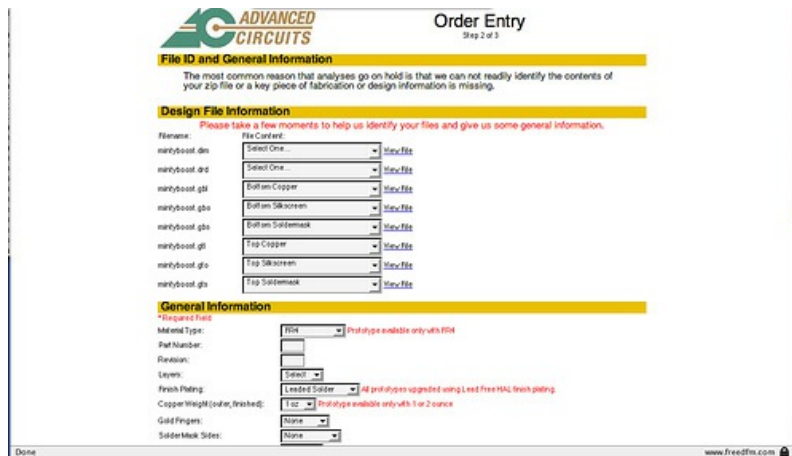 ADVANCED
CIRCUITS
Order Entry
Step 2 of 3
File ID and General Information
The most common reason that analyses go on hold is that we can not readily identify the contents of
your zip file or a key piece of fabrication or design information is missing.
Design File Information
Please take a few moments to help us identify your files and give us some general information.
Filename: File Content:
mintyboost.dim Select One... View File
mintyboost.drd Select One... View File
mintyboost.gbl Bottom Copper View File
mintyboost.gbo Bottom Silkscreen View File
mintyboost.gbs Bottom Soldermask View File
mintyboost.gtl Top Copper View File
mintyboost.gto Top Silkscreen View File
mintyboost.gts Top Soldermask View File
General Information
*Required Field
Material Type: FR4 Prototype available only with FR4
Part Number:
Revision:
Layers: Select
Finish Plating: Leaded Solder All prototypes upgraded using Lead Free HAL finish plating.
Copper Weight (outer, finished): 1 oz Prototype available only with 1 or 2 ounce
Gold Fingers: None
SolderMask Sides: None
Done www.freedfm.com